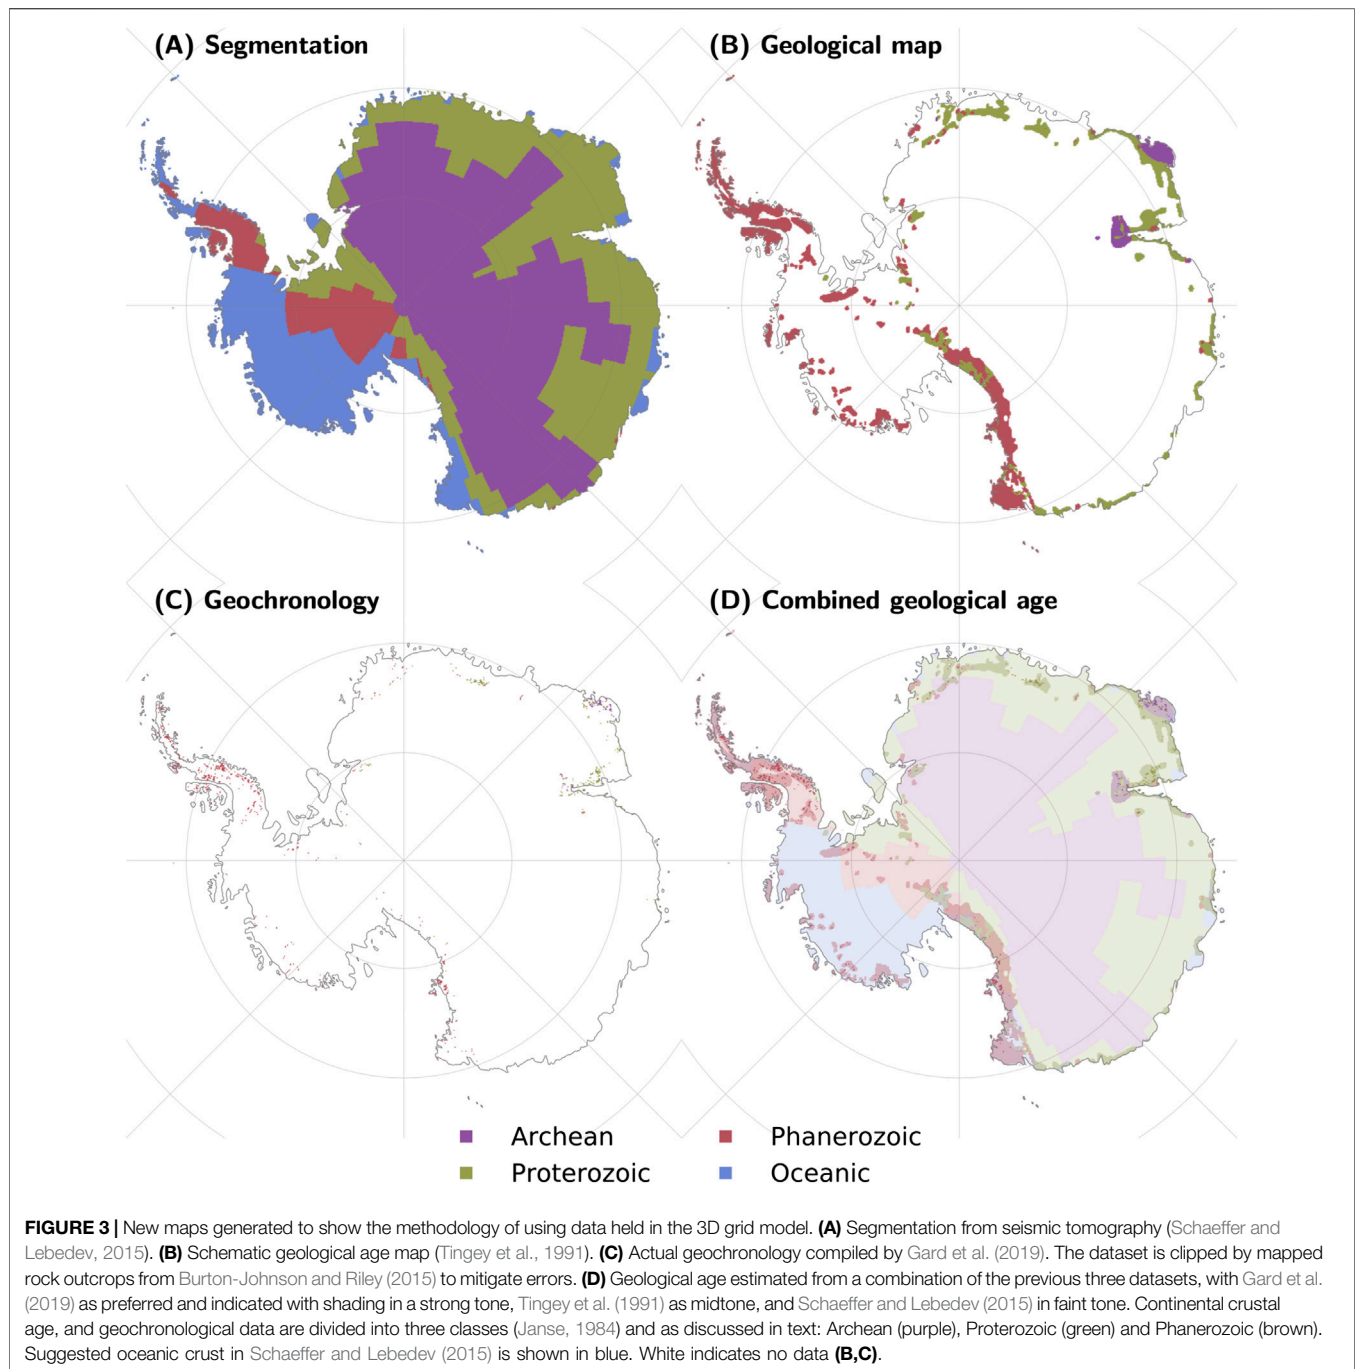 (A) Segmentation
(B) Geological map
(C) Geochronology
(D) Combined geological age
Archean
Phanerozoic
Proterozoic
Oceanic
FIGURE 3 | New maps generated to show the methodology of using data held in the 3D grid model. (A) Segmentation from seismic tomography (Schaeffer and
Lebedev, 2015). (B) Schematic geological age map (Tingey et al., 1991). (C) Actual geochronology compiled by Gard et al. (2019). The dataset is clipped by mapped
rock outcrops from Burton-Johnson and Riley (2015) to mitigate errors. (D) Geological age estimated from a combination of the previous three datasets, with Gard et al.
(2019) as preferred and indicated with shading in a strong tone, Tingey et al. (1991) as midtone, and Schaeffer and Lebedev (2015) in faint tone. Continental crustal
age, and geochronological data are divided into three classes (Janse, 1984) and as discussed in text: Archean (purple), Proterozoic (green) and Phanerozoic (brown).
Suggested oceanic crust in Schaeffer and Lebedev (2015) is shown in blue. White indicates no data (B,C).